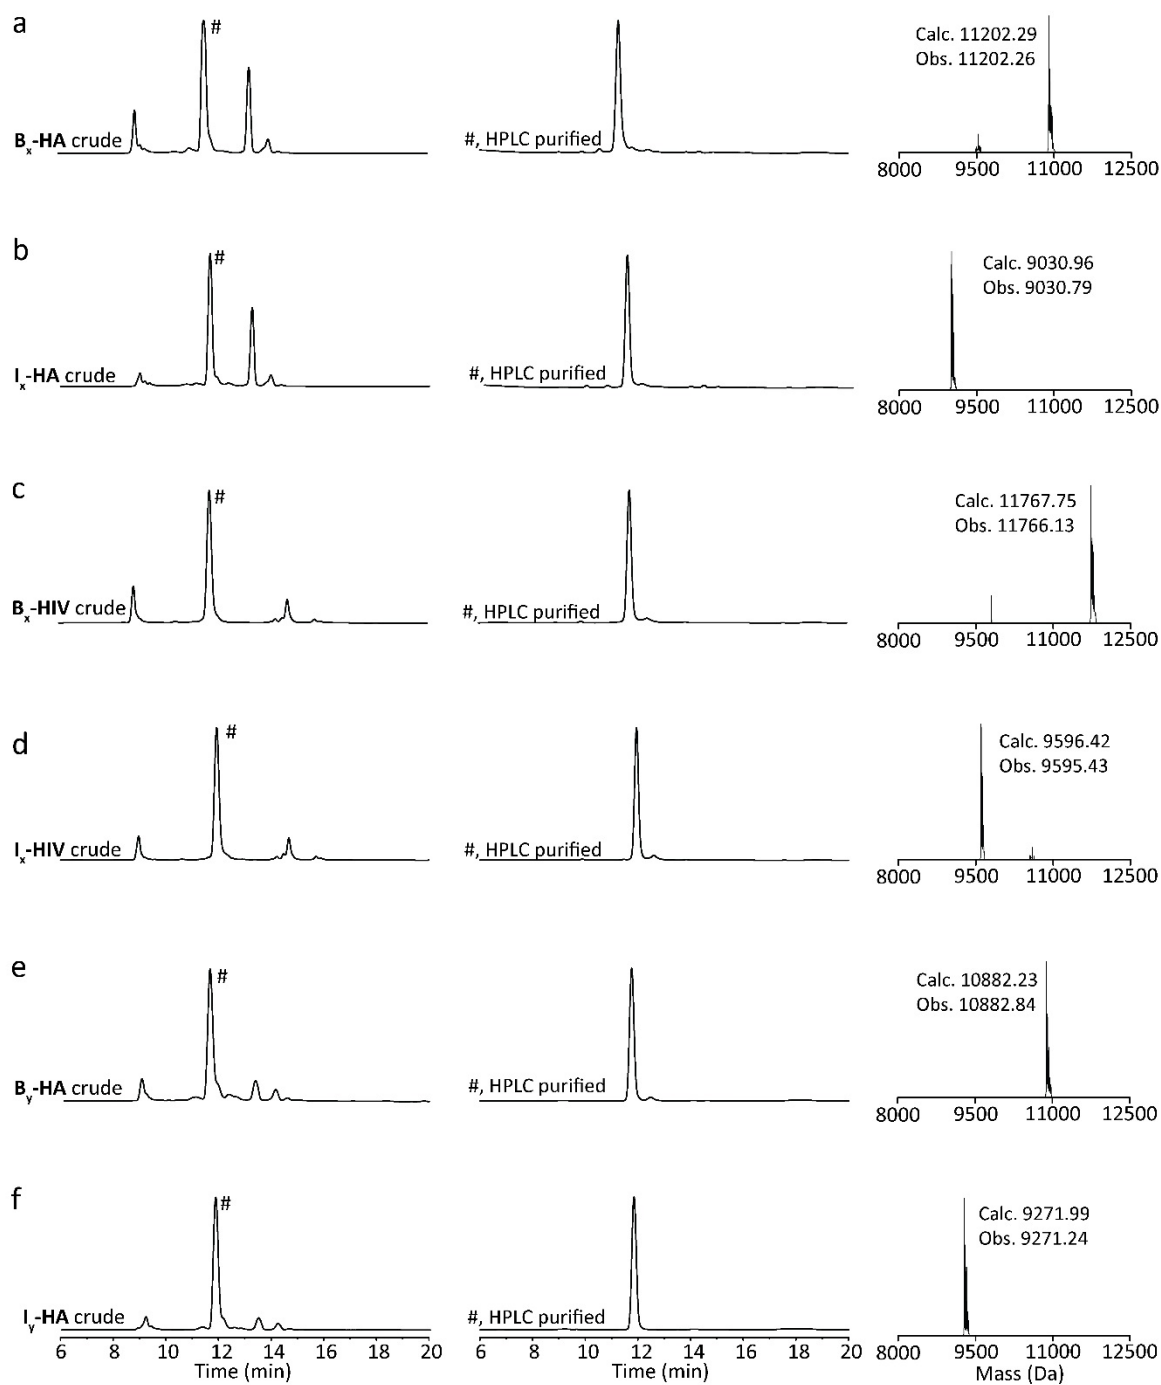 a
#
Bx-HA crude
#, HPLC purified
Calc. 11202.29
Obs. 11202.26
8000 9500 11000 12500
b
#
Ix-HA crude
#, HPLC purified
Calc. 9030.96
Obs. 9030.79
8000 9500 11000 12500
c
#
Bx-HIV crude
#, HPLC purified
Calc. 11767.75
Obs. 11766.13
8000 9500 11000 12500
d
#
Ix-HIV crude
#, HPLC purified
Calc. 9596.42
Obs. 9595.43
8000 9500 11000 12500
e
#
By-HA crude
#, HPLC purified
Calc. 10882.23
Obs. 10882.84
8000 9500 11000 12500
f
#
Iy-HA crude
6 8 10 12 14 16 18 20
Time (min)
#, HPLC purified
6 8 10 12 14 16 18 20
Time (min)
Calc. 9271.99
Obs. 9271.24
8000 9500 11000 12500
Mass (Da)